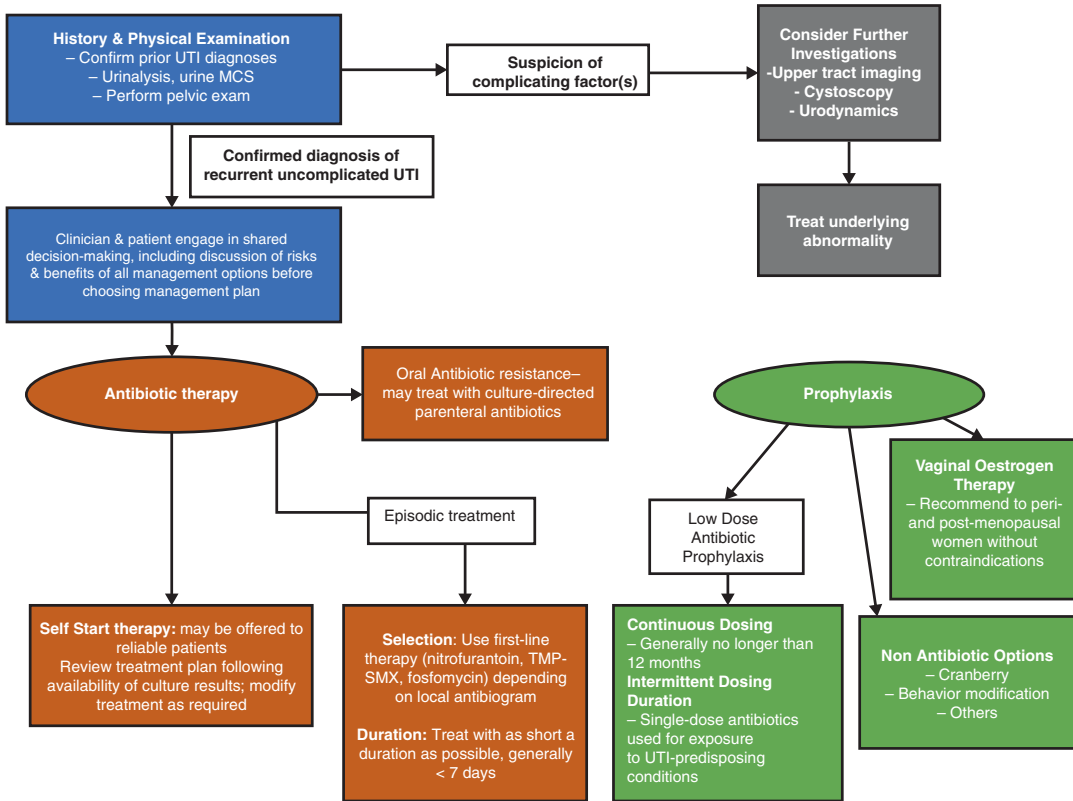 History & Physical Examination
– Confirm prior UTI diagnoses
– Urinalysis, urine MCS
– Perform pelvic exam
Suspicion of
complicating factor(s)
Consider Further
Investigations
-Upper tract imaging
- Cystoscopy
- Urodynamics
Confirmed diagnosis of
recurrent uncomplicated UTI
Treat underlying
abnormality
Clinician & patient engage in shared
decision-making, including discussion of risks
& benefits of all management options before
choosing management plan
Antibiotic therapy
Oral Antibiotic resistance–
may treat with culture-directed
parenteral antibiotics
Prophylaxis
Episodic treatment
Low Dose
Antibiotic
Prophylaxis
Vaginal Oestrogen
Therapy
– Recommend to peri-
and post-menopausal
women without
contraindications
Self Start therapy: may be offered to
reliable patients
Review treatment plan following
availability of culture results; modify
treatment as required
Selection: Use first-line
therapy (nitrofurantoin, TMP-
SMX, fosfomycin) depending
on local antibiogram
Duration: Treat with as short a
duration as possible, generally
< 7 days
Continuous Dosing
– Generally no longer than
12 months
Intermittent Dosing
Duration
– Single-dose antibiotics
used for exposure
to UTI-predisposing
conditions
Non Antibiotic Options
– Cranberry
– Behavior modification
– Others